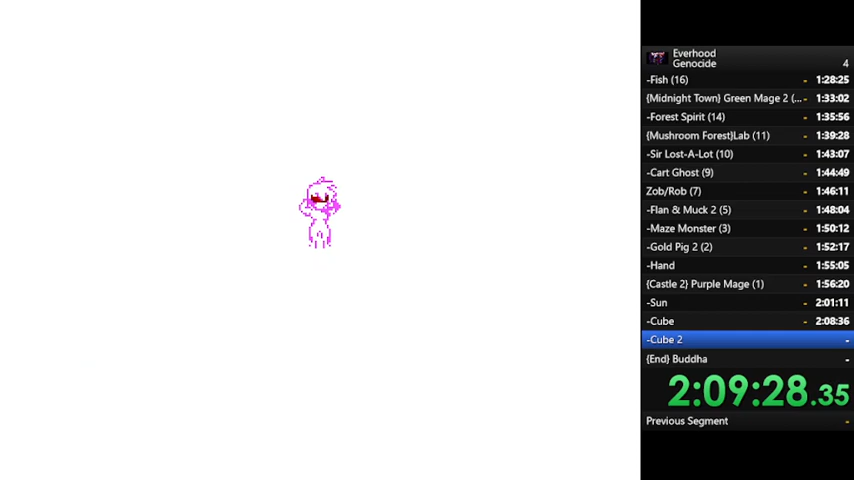 Everhood
Genocide 4
-Fish (16) - 1:28:25
{Midnight Town} Green Mage 2 (... - 1:33:02
-Forest Spirit (14) - 1:35:56
{Mushroom Forest}Lab (11) - 1:39:28
-Sir Lost-A-Lot (10) - 1:43:07
-Cart Ghost (9) - 1:44:49
Zob/Rob (7) - 1:46:11
-Flan & Muck 2 (5) - 1:48:04
-Maze Monster (3) - 1:50:12
-Gold Pig 2 (2) - 1:52:17
-Hand - 1:55:05
{Castle 2} Purple Mage (1) - 1:56:20
-Sun - 2:01:11
-Cube - 2:08:36
-Cube 2 -
{End} Buddha -
2:09:28.35
Previous Segment -